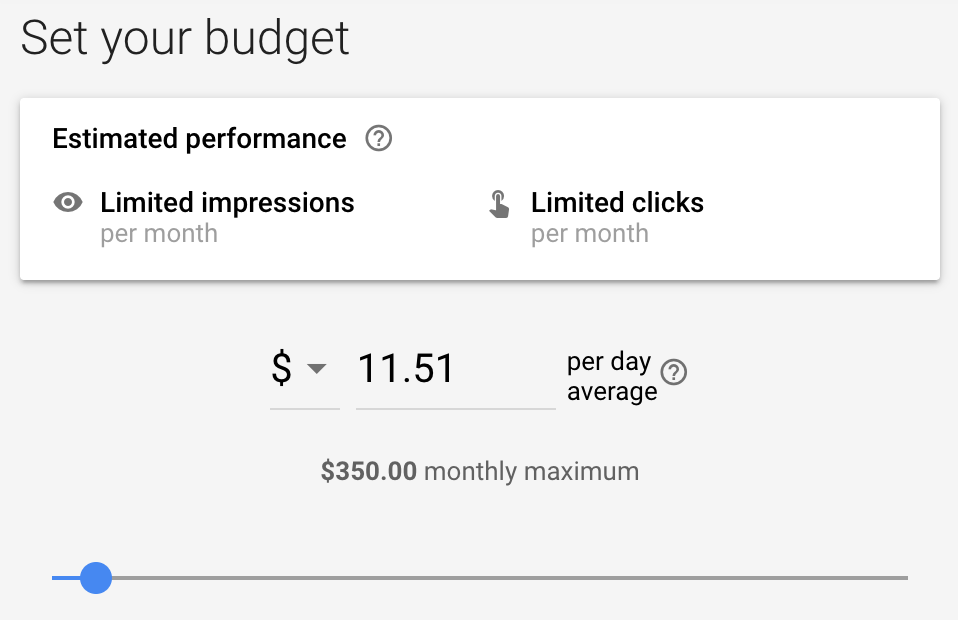 Set your budget
Estimated performance ?
Limited impressions
per month
Limited clicks
per month
$ 11.51 per day average ?
$350.00 monthly maximum